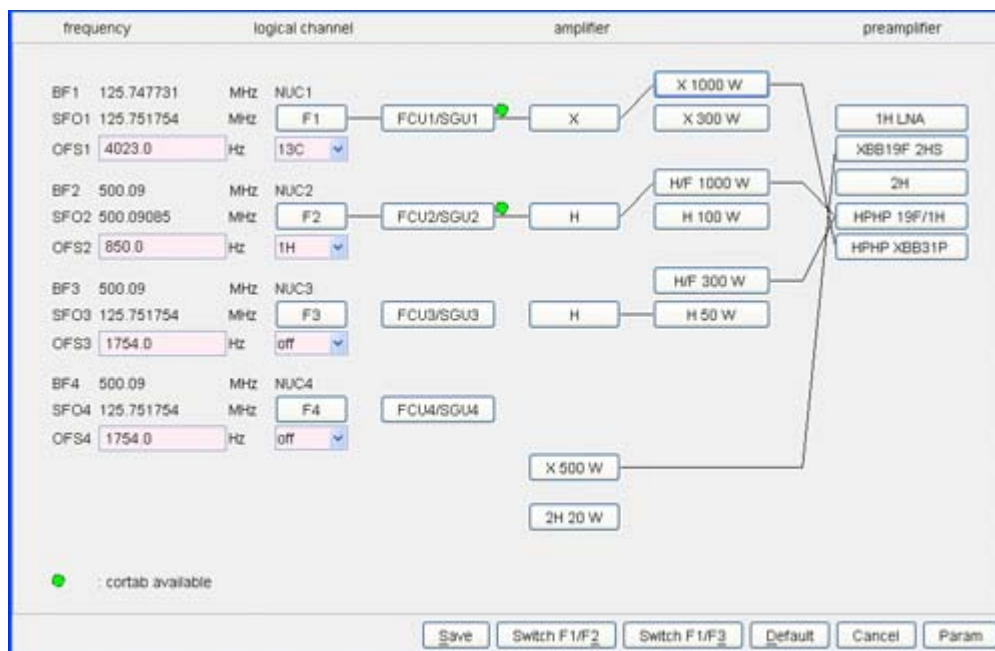 frequency logical channel amplifier preamplifier
BF1 125.747731 MHz NUC1 X 1000 W
SFO1 125.751754 MHz F1 FCU1/SGU1 X X 300 W 1H LNA
OFS1 4023.0 Hz 13C XBB19F 2HS
BF2 500.09 MHz NUC2 H/F 1000 W 2H
SFO2 500.09085 MHz F2 FCU2/SGU2 H H 100 W HPHP 19F/1H
OFS2 850.0 Hz 1H HPHP XBB31P
BF3 500.09 MHz NUC3 H/F 300 W
SFO3 125.751754 MHz F3 FCU3/SGU3 H H 50 W
OFS3 1754.0 Hz off
BF4 500.09 MHz NUC4
SFO4 125.751754 MHz F4 FCU4/SGU4
OFS4 1754.0 Hz off
X 500 W
2H 20 W
: cortab available
Save Switch F1/F2 Switch F1/F3 Default Cancel Param